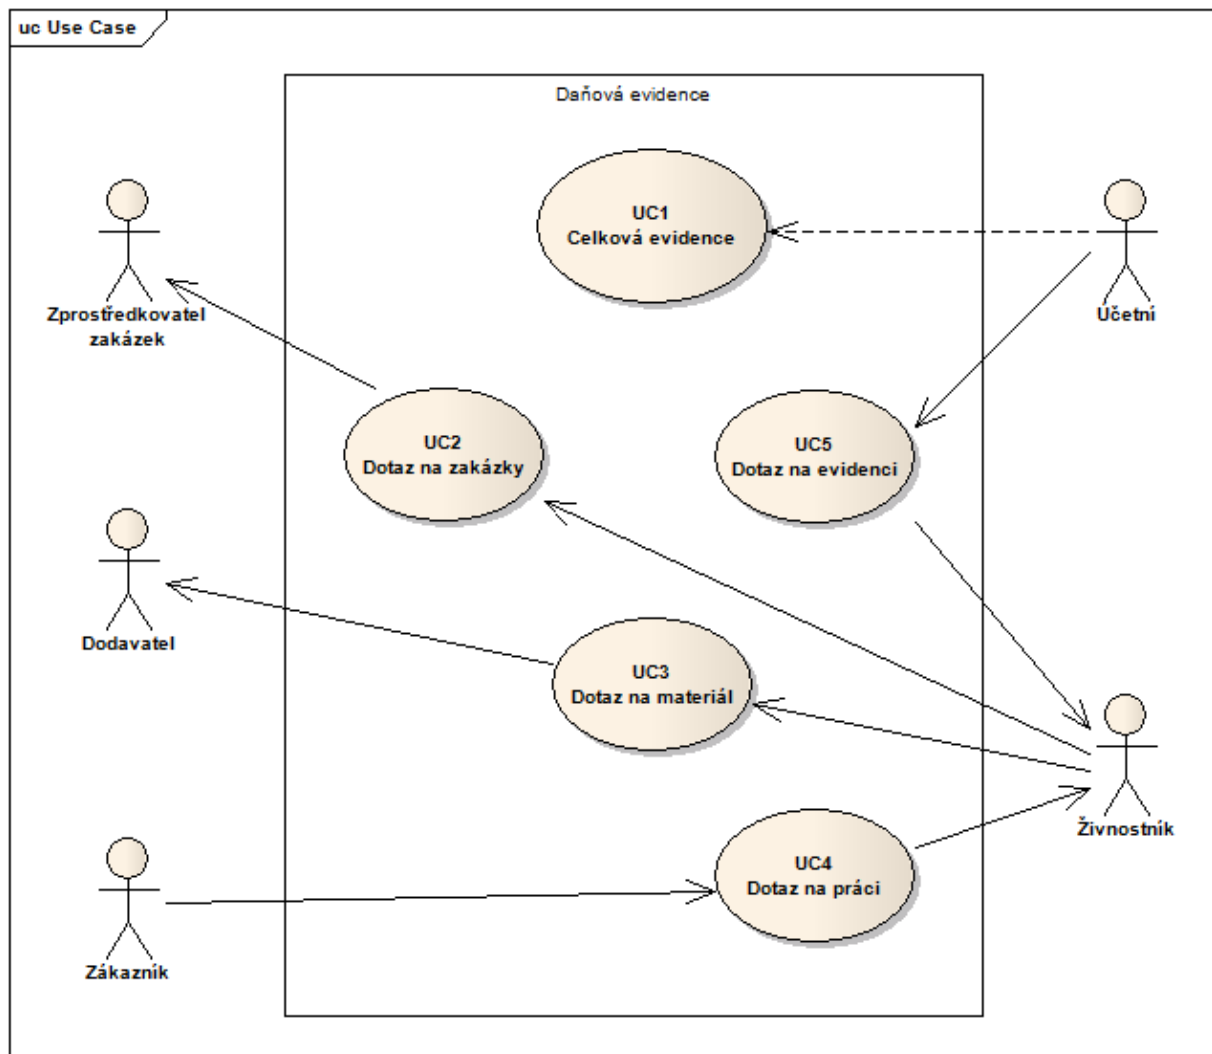 uc Use Case
Daňová evidence
UC1
Celková evidence
Zprostředkovatel
zakázek
Účetní
UC2
Dotaz na zakázky
UC5
Dotaz na evidenci
Dodavatel
UC3
Dotaz na materiál
Živnostník
UC4
Dotaz na práci
Zákazník